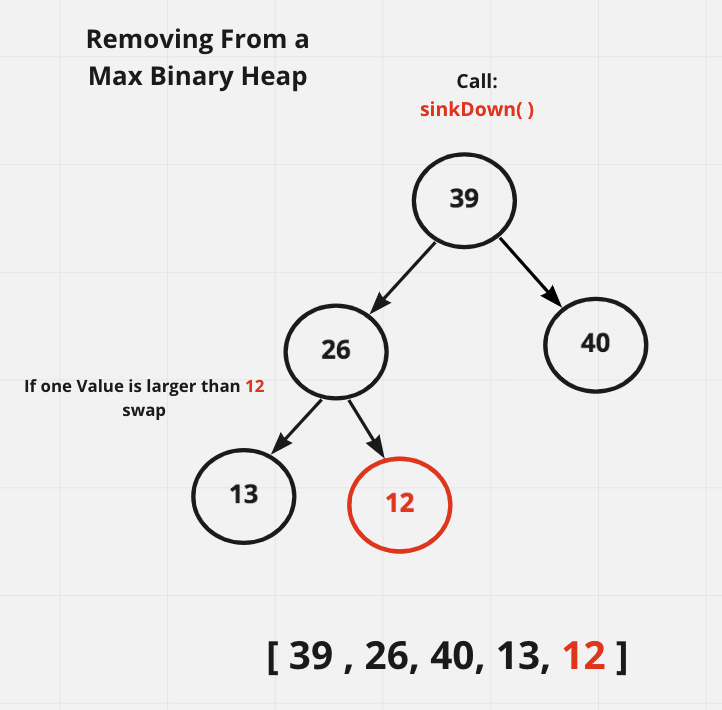 Removing From a
Max Binary Heap
Call:
sinkDown( )
39
26
40
If one Value is larger than 12
swap
13
12
[ 39 , 26, 40, 13, 12 ]